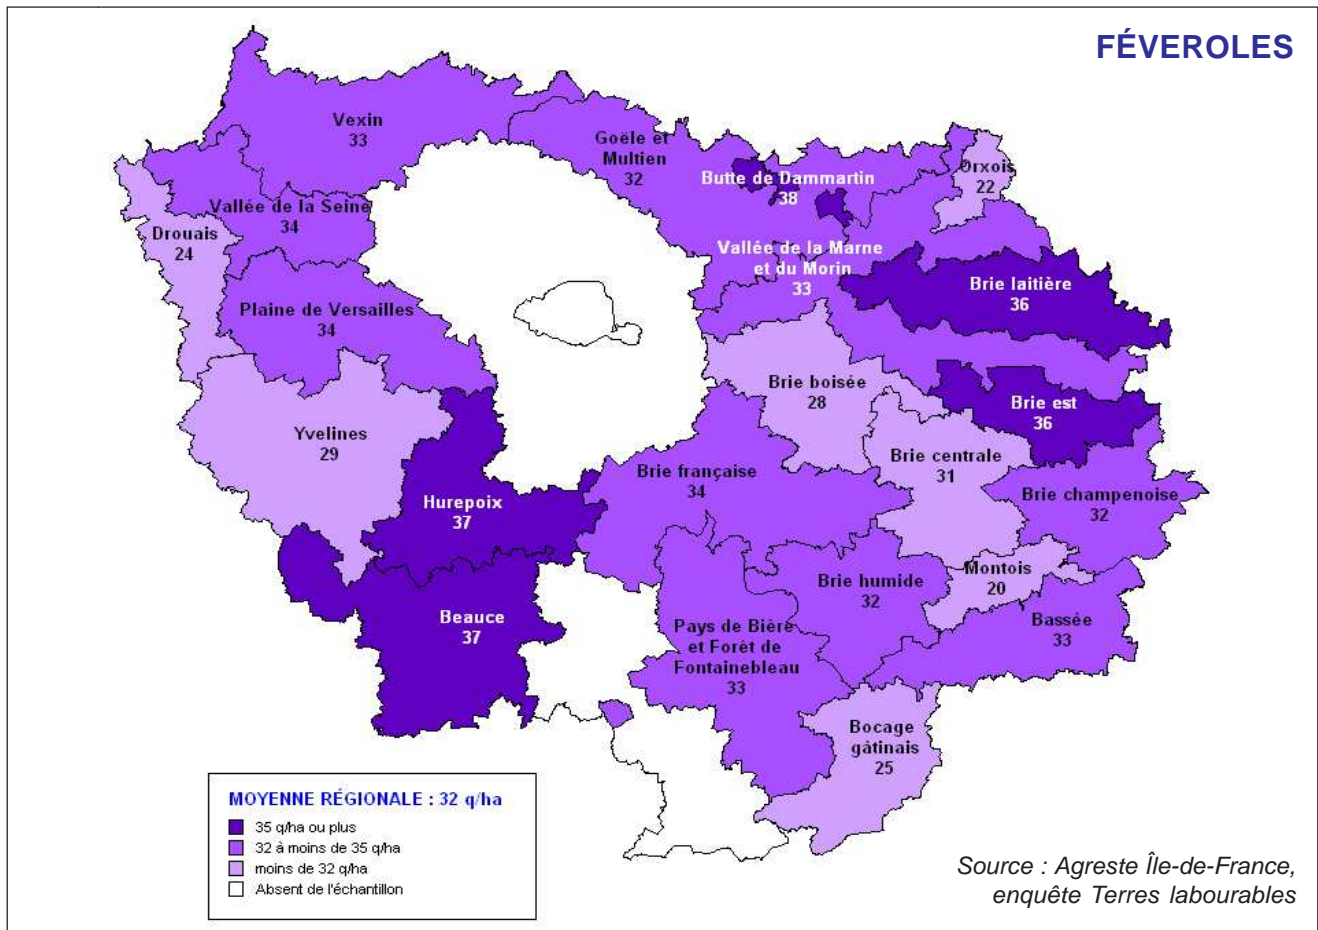 FÉVEROLES
Vexin
33
Goële et
Multien
32
Butte de Dammartin
38
Orxois
22
Vallée de la Seine
34
Drouais
24
Vallée de la Marne
et du Morin
33
Brie laitière
36
Plaine de Versailles
34
Brie boisée
28
Brie est
36
Yvelines
29
Brie centrale
31
Brie française
34
Brie champenoise
32
Hurepoix
37
Montois
20
Brie humide
32
Beauce
37
Pays de Bière
et Forêt de
Fontainebleau
33
Bassée
33
Bocage
gâtinais
25
MOYENNE RÉGIONALE : 32 q/ha
35 q/ha ou plus
32 à moins de 35 q/ha
moins de 32 q/ha
Absent de l'échantillon
Source : Agreste Île-de-France,
enquête Terres labourables